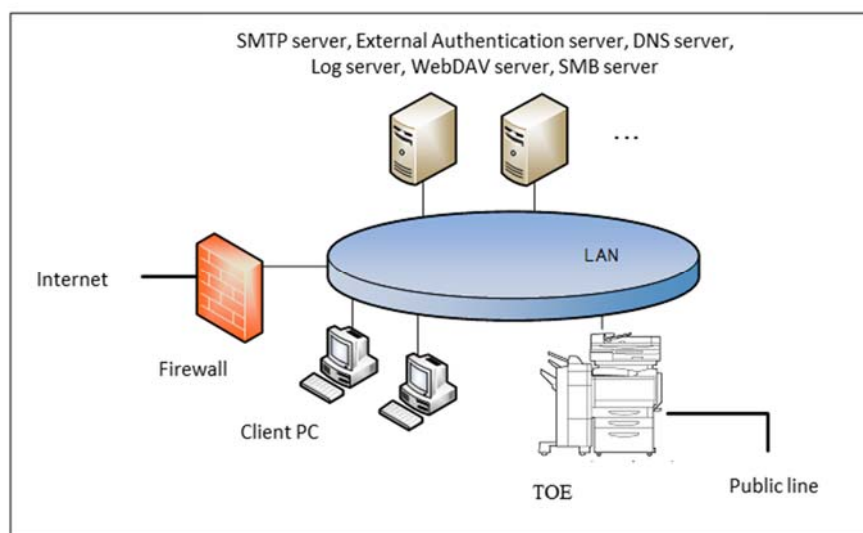 SMTP server, External Authentication server, DNS server,
Log server, WebDAV server, SMB server
...
LAN
Internet
Firewall
Client PC
TOE
Public line